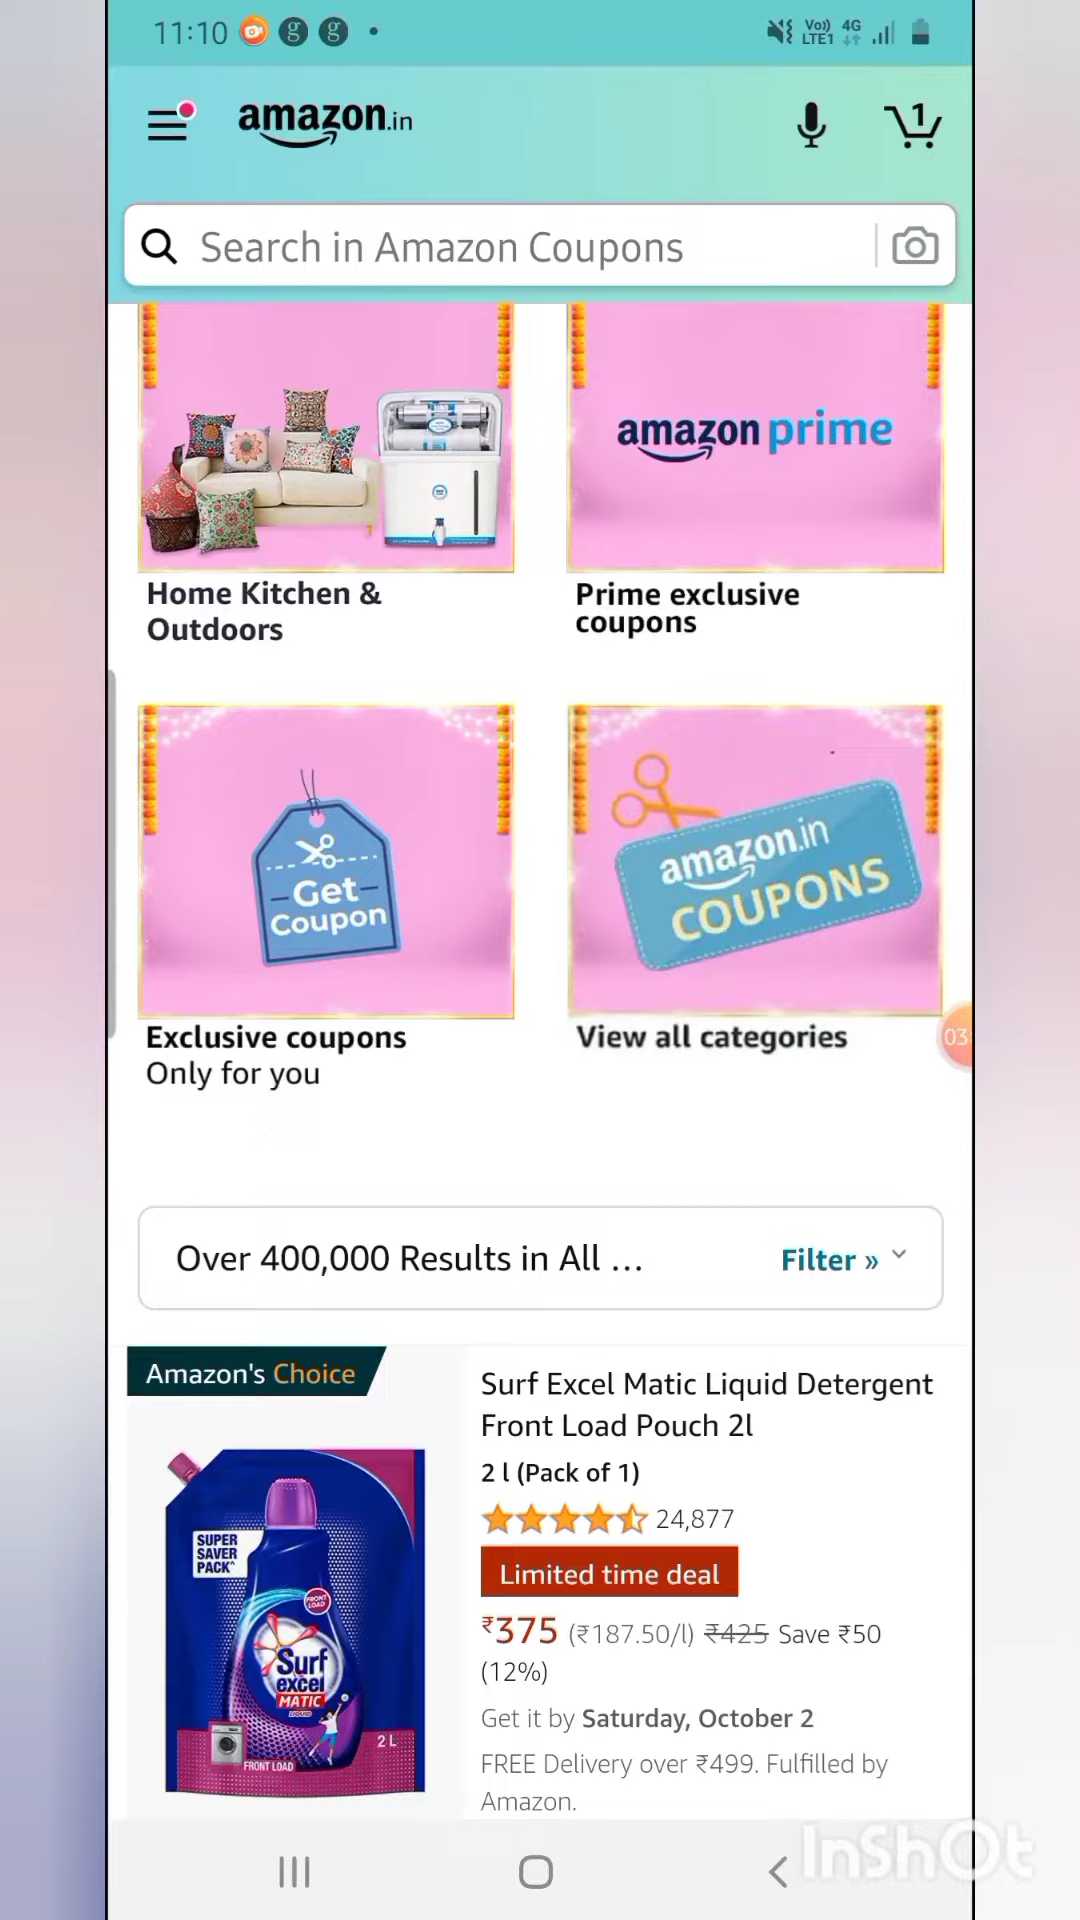 11:10
Vo)) 4G
LTE1
amazon.in
1
Search in Amazon Coupons
amazon prime
Home Kitchen &
Outdoors
Prime exclusive
coupons
Get
Coupon
amazon.in
COUPONS
Exclusive coupons
Only for you
View all categories
03
Over 400,000 Results in All ...
Filter »
Amazon's Choice
Surf Excel Matic Liquid Detergent
Front Load Pouch 2l
2 l (Pack of 1)
24,877
Limited time deal
₹375 (₹187.50/l) ₹425 Save ₹50
(12%)
Get it by Saturday, October 2
FREE Delivery over ₹499. Fulfilled by
Amazon.
SUPER
SAVER
PACK^
FRONT
LOAD
Surf
excel
MATIC
LIQUID
2 L
FRONT LOAD
InShOt